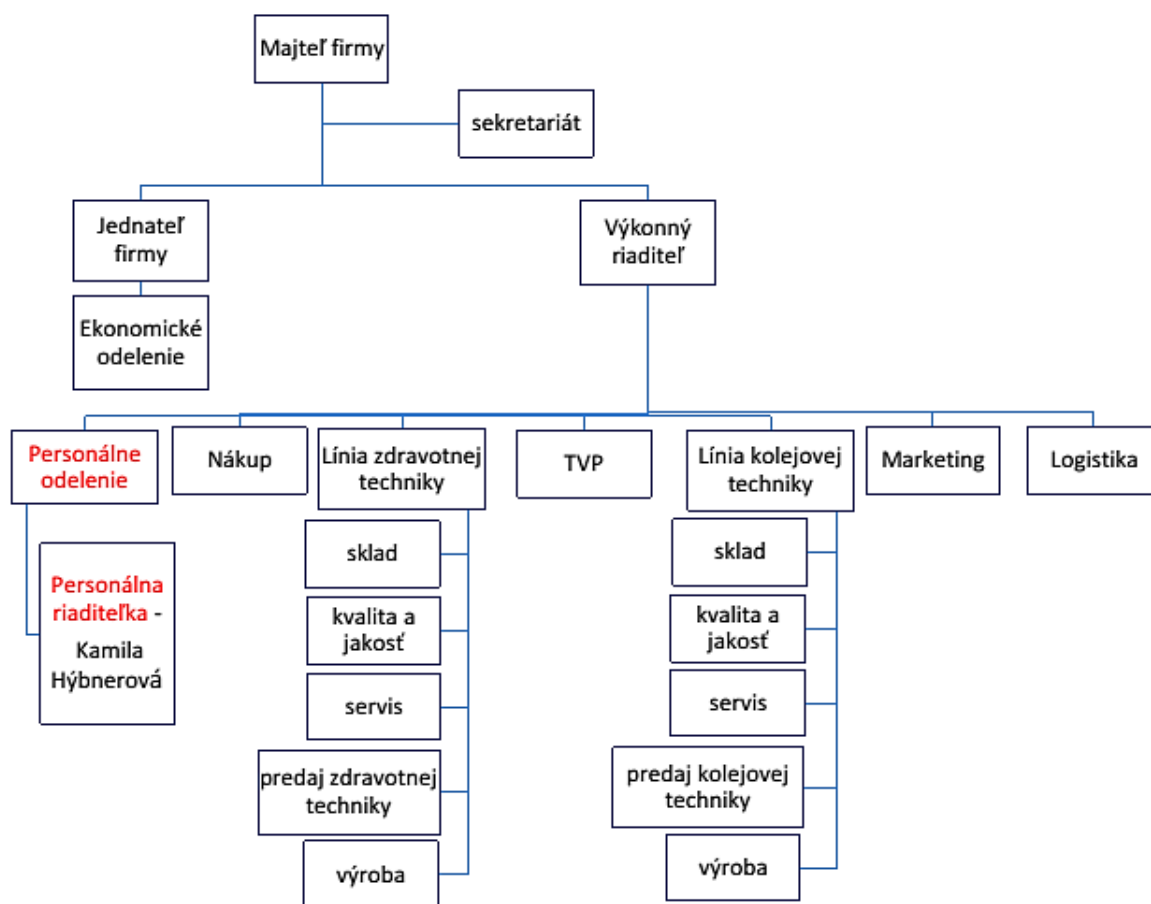 Majteľ firmy
sekretariát
Jednateľ
firmy
Výkonný
riaditeľ
Ekonomické
odelenie
Personálne
odelenie
Nákup
Línia zdravotnej
techniky
TVP
Línia kolejovej
techniky
Marketing
Logistika
Personálna
riaditeľka -
Kamila
Hýbnerová
sklad
kvalita a
jakosť
servis
predaj zdravotnej
techniky
výroba
sklad
kvalita a
jakosť
servis
predaj kolejovej
techniky
výroba